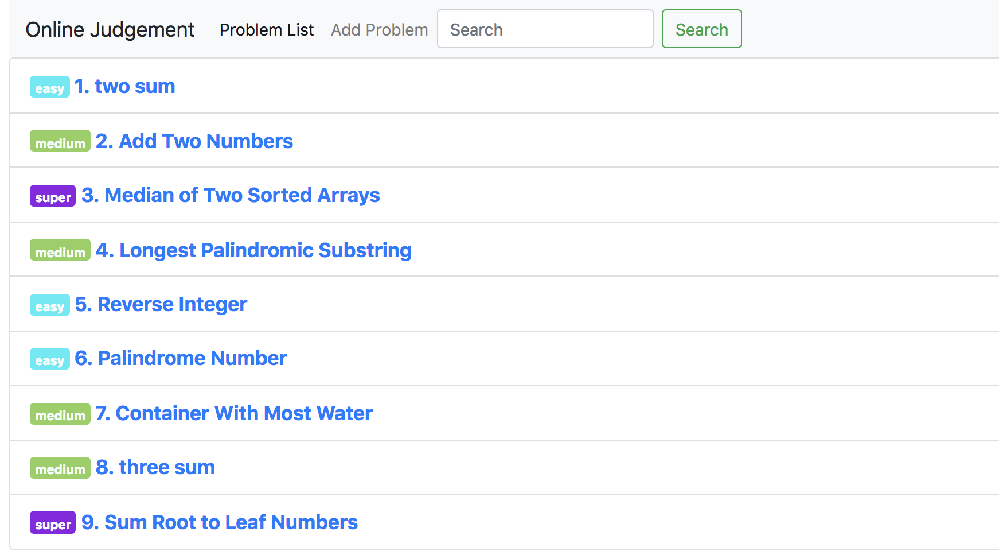 Online Judgement Problem List Add Problem Search Search
easy 1. two sum
medium 2. Add Two Numbers
super 3. Median of Two Sorted Arrays
medium 4. Longest Palindromic Substring
easy 5. Reverse Integer
easy 6. Palindrome Number
medium 7. Container With Most Water
medium 8. three sum
super 9. Sum Root to Leaf Numbers